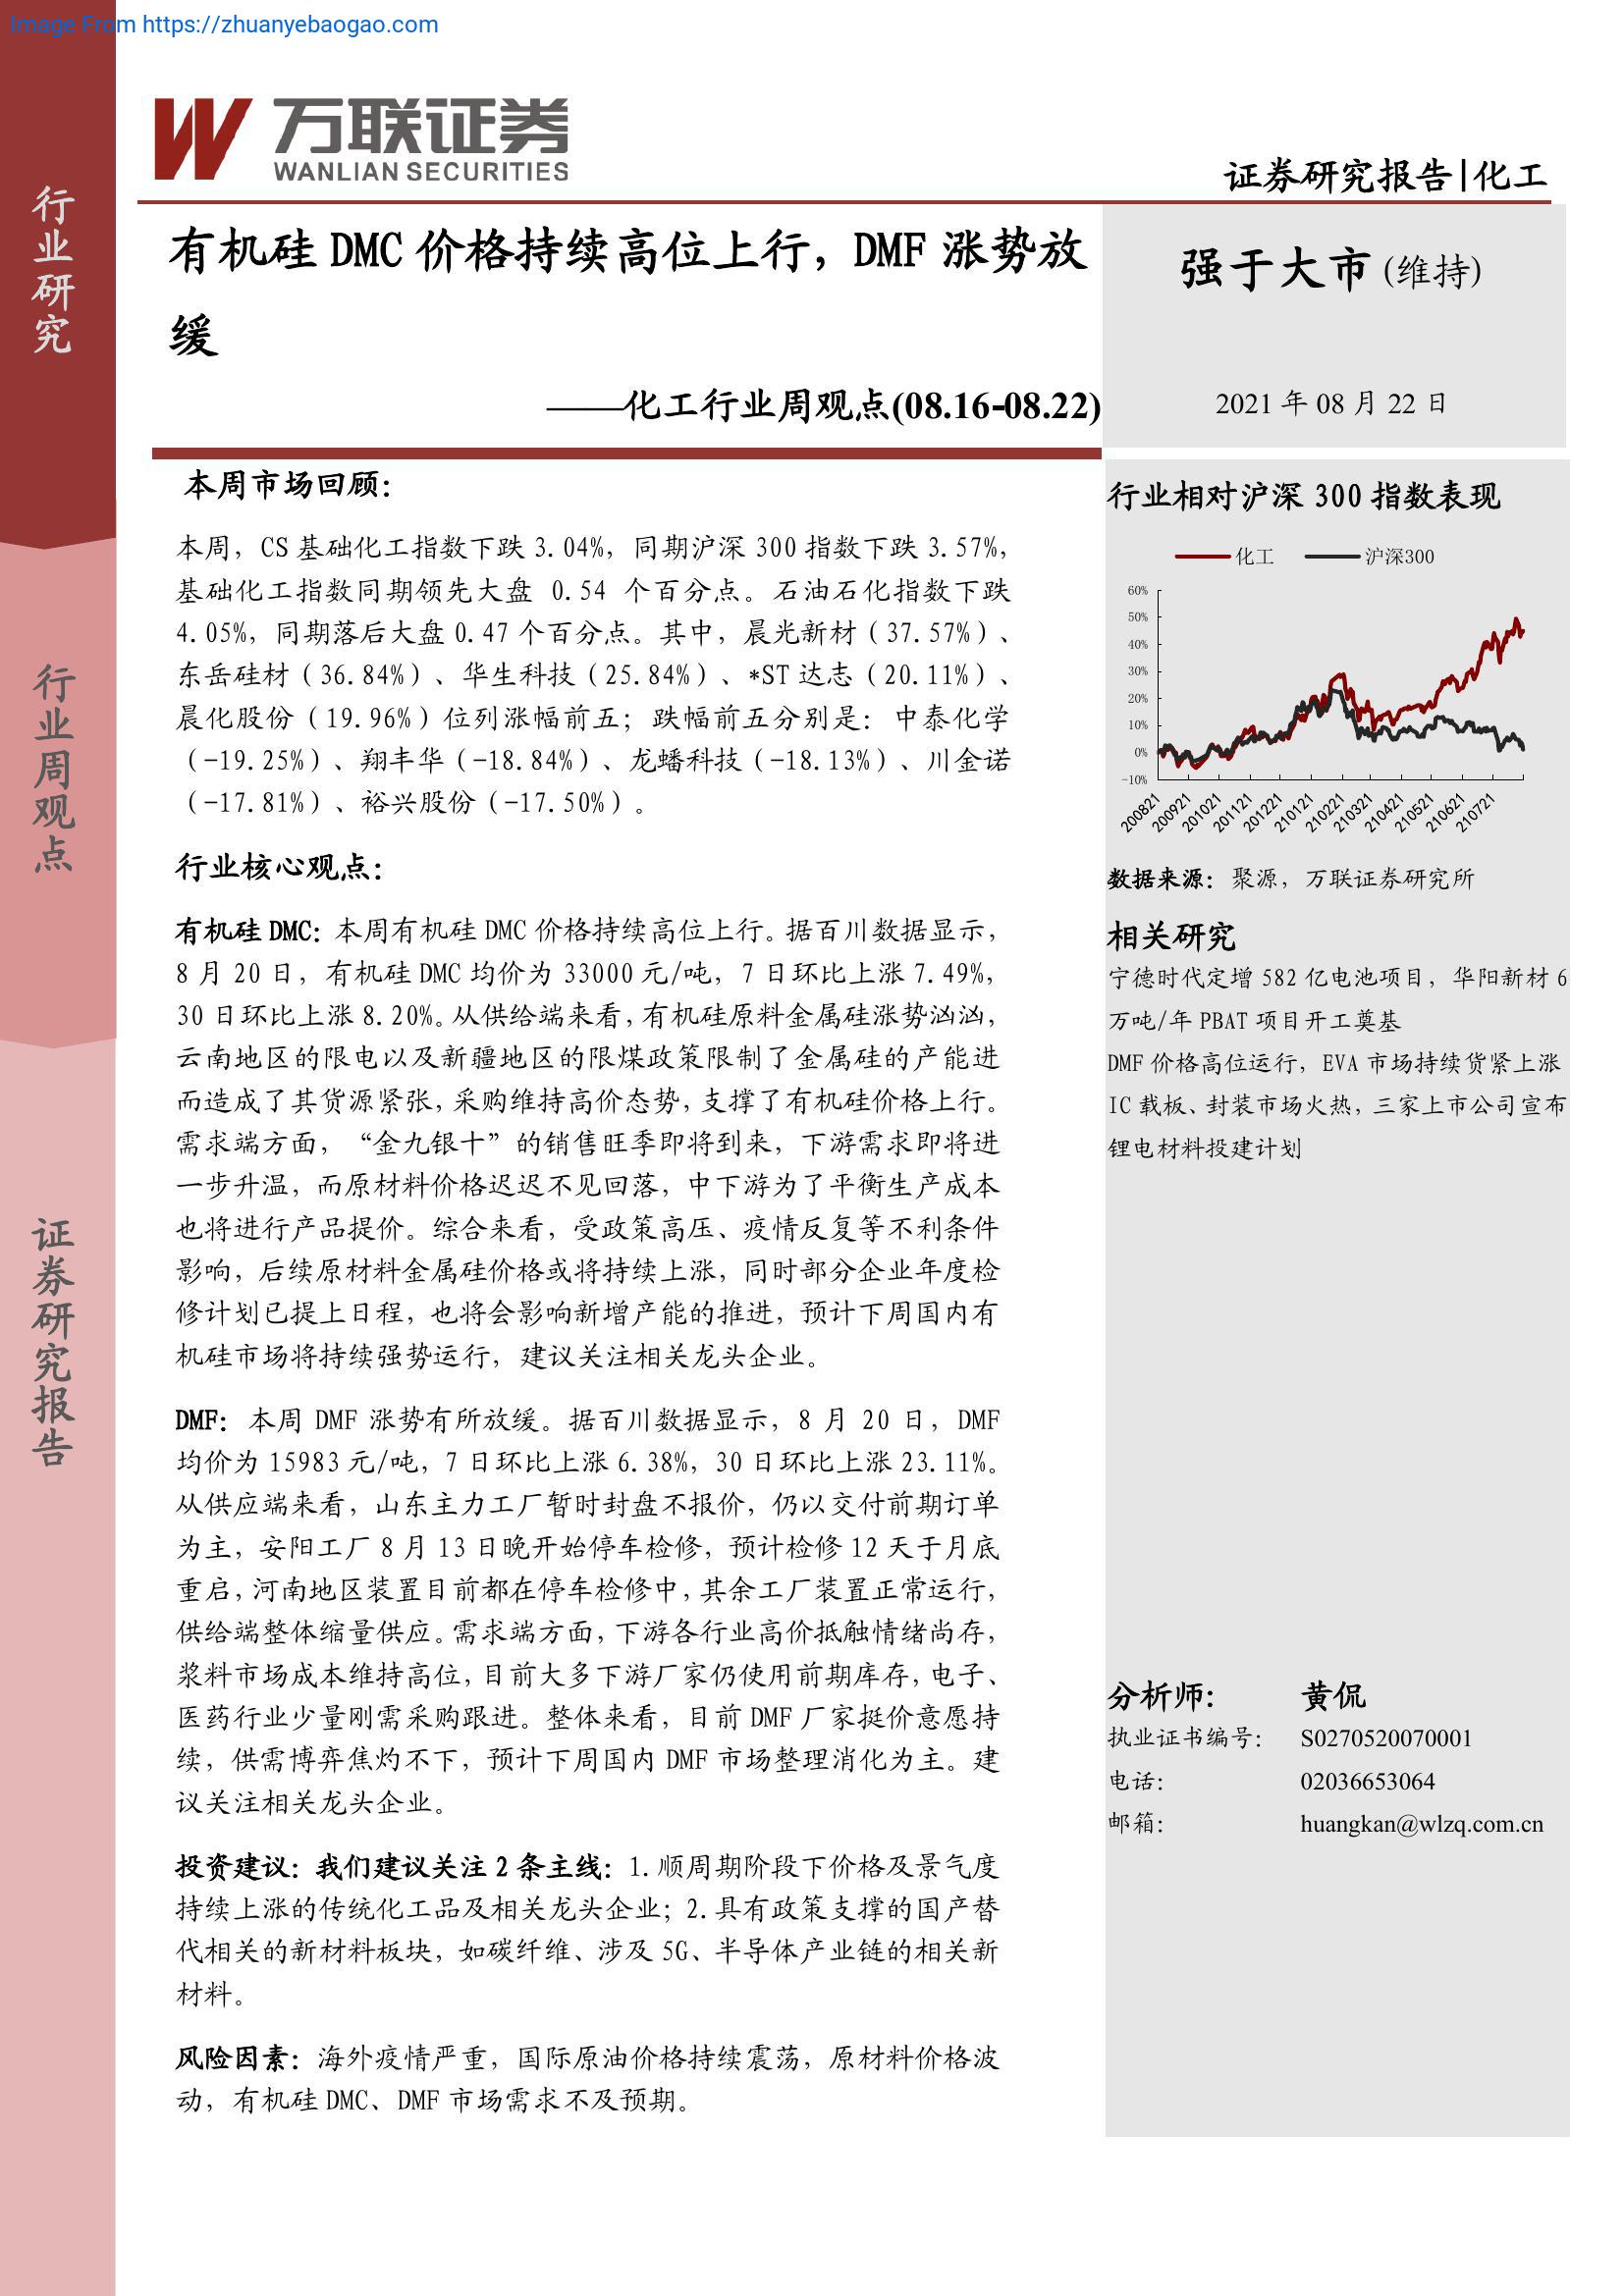 Image From https://zhuanyebaogao.com
万联证券
WANLIAN SECURITIES
证券研究报告|化工
行业研究
行业周观点
证券研究报告
有机硅 DMC 价格持续高位上行，DMF 涨势放
缓
——化工行业周观点(08.16-08.22)
强于大市 (维持)
2021 年 08 月 22 日
本周市场回顾：
本周，CS 基础化工指数下跌 3.04%，同期沪深 300 指数下跌 3.57%，
基础化工指数同期领先大盘 0.54 个百分点。石油石化指数下跌
4.05%，同期落后大盘 0.47 个百分点。其中，晨光新材（37.57%）、
东岳硅材（36.84%）、华生科技（25.84%）、*ST 达志（20.11%）、
晨化股份（19.96%）位列涨幅前五；跌幅前五分别是：中泰化学
（-19.25%）、翔丰华（-18.84%）、龙蟠科技（-18.13%）、川金诺
（-17.81%）、裕兴股份（-17.50%）。
行业核心观点：
有机硅 DMC：本周有机硅 DMC 价格持续高位上行。据百川数据显示，
8 月 20 日，有机硅 DMC 均价为 33000 元/吨，7 日环比上涨 7.49%，
30 日环比上涨 8.20%。从供给端来看，有机硅原料金属硅涨势汹汹，
云南地区的限电以及新疆地区的限煤政策限制了金属硅的产能进
而造成了其货源紧张，采购维持高价态势，支撑了有机硅价格上行。
需求端方面，“金九银十”的销售旺季即将到来，下游需求即将进
一步升温，而原材料价格迟迟不见回落，中下游为了平衡生产成本
也将进行产品提价。综合来看，受政策高压、疫情反复等不利条件
影响，后续原材料金属硅价格或将持续上涨，同时部分企业年度检
修计划已提上日程，也将会影响新增产能的推进，预计下周国内有
机硅市场将持续强势运行，建议关注相关龙头企业。
DMF：本周 DMF 涨势有所放缓。据百川数据显示，8 月 20 日，DMF
均价为 15983 元/吨，7 日环比上涨 6.38%，30 日环比上涨 23.11%。
从供应端来看，山东主力工厂暂时封盘不报价，仍以交付前期订单
为主，安阳工厂 8 月 13 日晚开始停车检修，预计检修 12 天于月底
重启，河南地区装置目前都在停车检修中，其余工厂装置正常运行，
供给端整体缩量供应。需求端方面，下游各行业高价抵触情绪尚存，
浆料市场成本维持高位，目前大多下游厂家仍使用前期库存，电子、
医药行业少量刚需采购跟进。整体来看，目前 DMF 厂家挺价意愿持
续，供需博弈焦灼不下，预计下周国内 DMF 市场整理消化为主。建
议关注相关龙头企业。
投资建议：我们建议关注 2 条主线：1.顺周期阶段下价格及景气度
持续上涨的传统化工品及相关龙头企业；2.具有政策支撑的国产替
代相关的新材料板块，如碳纤维、涉及 5G、半导体产业链的相关新
材料。
风险因素：海外疫情严重，国际原油价格持续震荡，原材料价格波
动，有机硅 DMC、DMF 市场需求不及预期。
行业相对沪深 300 指数表现
化工 沪深300
60%
50%
40%
30%
20%
10%
0%
-10%
200821 200921 201021 201121 201221 210121 210221 210321 210421 210521 210621 210721
数据来源：聚源，万联证券研究所
相关研究
宁德时代定增 582 亿电池项目，华阳新材 6
万吨/年 PBAT 项目开工奠基
DMF 价格高位运行，EVA 市场持续货紧上涨
IC 载板、封装市场火热，三家上市公司宣布
锂电材料投建计划
分析师： 黄侃
执业证书编号： S0270520070001
电话： 02036653064
邮箱： huangkan@wlzq.com.cn